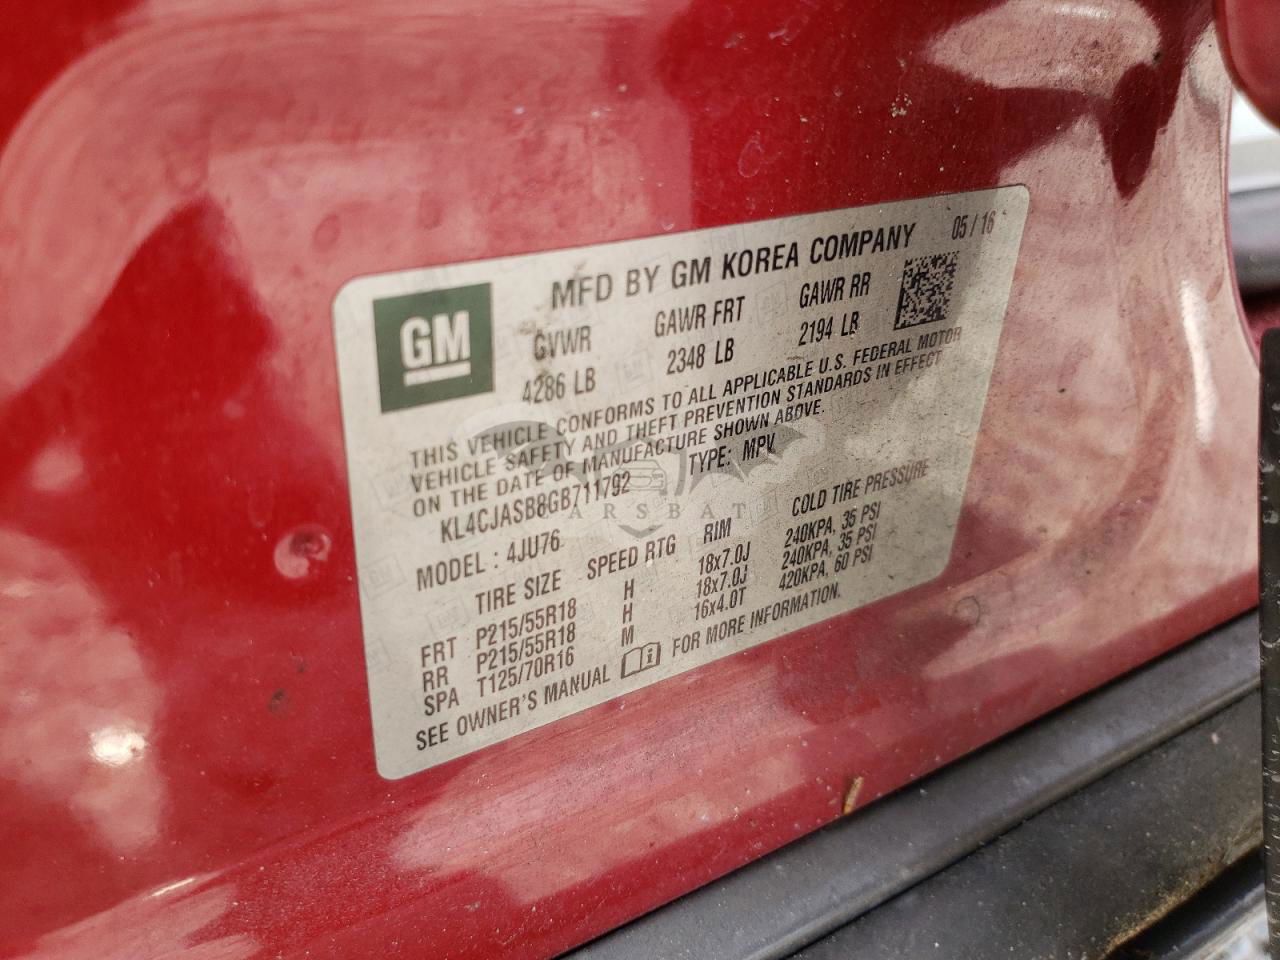 MFD BY GM KOREA COMPANY 05 / 16
GM
GVWR GAWR FRT GAWR RR
4286 LB 2348 LB 2194 LB
THIS VEHICLE CONFORMS TO ALL APPLICABLE U.S. FEDERAL MOTOR
VEHICLE SAFETY AND THEFT PREVENTION STANDARDS IN EFFECT
ON THE DATE OF MANUFACTURE SHOWN ABOVE.
KL4CJASB8GB711792 TYPE: MPV
ARSBAT
MODEL : 4JU76
TIRE SIZE SPEED RTG RIM COLD TIRE PRESSURE
FRT P215/55R18 H 18x7.0J 240KPA, 35 PSI
RR P215/55R18 H 18x7.0J 240KPA, 35 PSI
SPA T125/70R16 M 16x4.0T 420KPA, 60 PSI
SEE OWNER'S MANUAL FOR MORE INFORMATION.